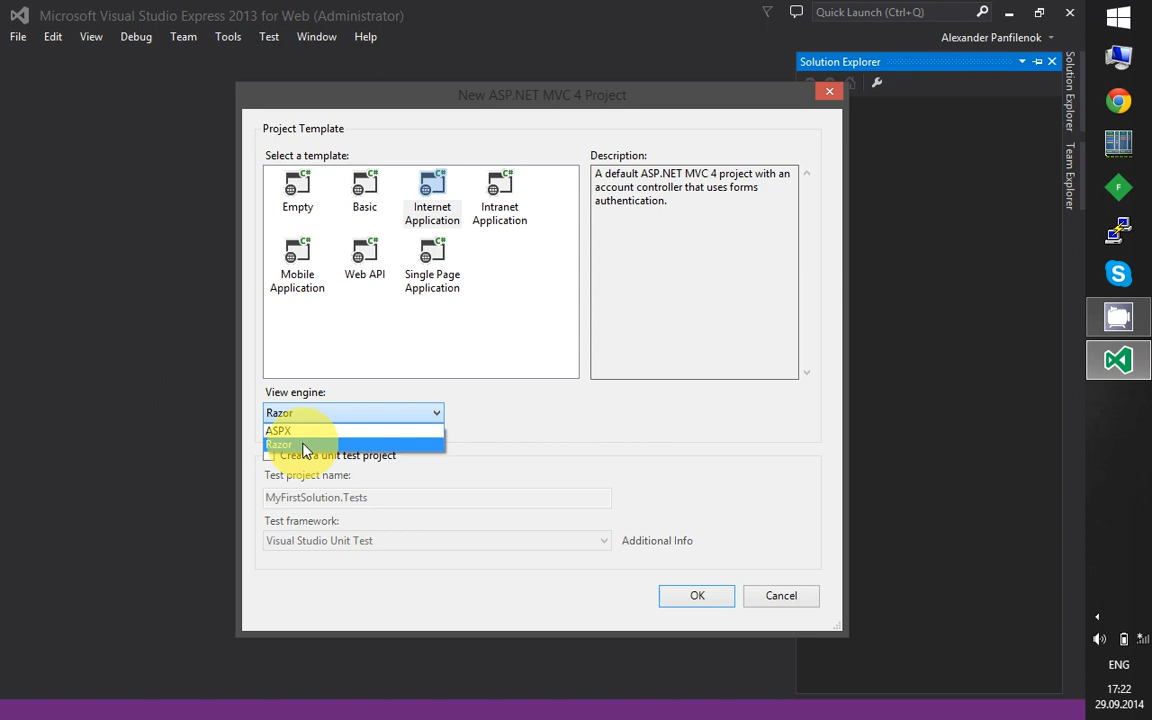 Microsoft Visual Studio Express 2013 for Web (Administrator)
Quick Launch (Ctrl+Q)
File Edit View Debug Team Tools Test Window Help
Alexander Panfilenok
Solution Explorer
Solution Explorer
Team Explorer
New ASP.NET MVC 4 Project
Project Template
Select a template:
Description:
C# C# C# C#
Empty Basic Internet Application Intranet Application
C# C# C#
Mobile Application Web API Single Page Application
A default ASP.NET MVC 4 project with an
account controller that uses forms
authentication.
View engine:
Razor
ASPX
Razor
Create a unit test project
Test project name:
MyFirstSolution.Tests
Test framework:
Visual Studio Unit Test
Additional Info
OK Cancel
F
S
ENG
17:22
29.09.2014